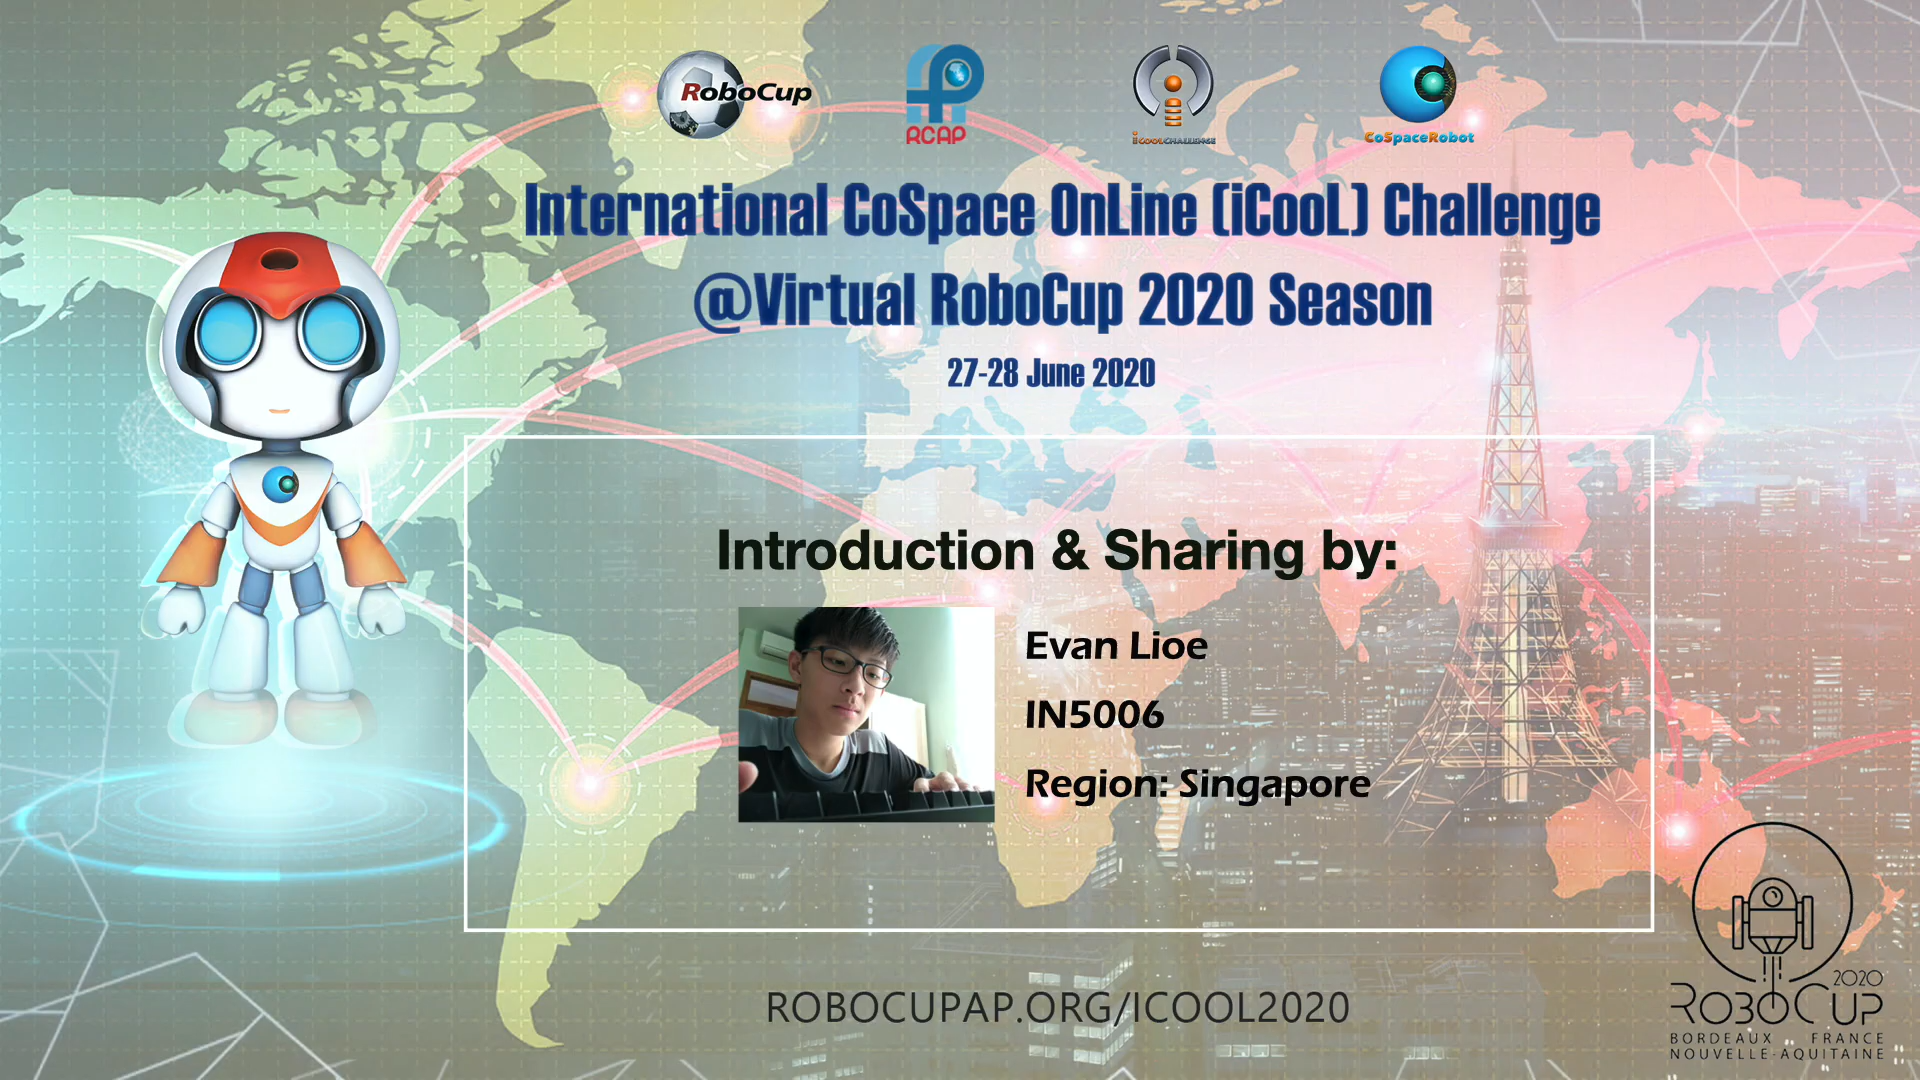 RoboCup
RCAP
iCOOLCHALLENGE
CoSpaceRobot
International CoSpace OnLine (iCooL) Challenge
@Virtual RoboCup 2020 Season
27-28 June 2020
Introduction & Sharing by:
Evan Lioe
IN5006
Region: Singapore
ROBOCUPAP.ORG/ICOOL2020
2020
ROBOCUP
BORDEAUX FRANCE
NOUVELLE-AQUITAINE